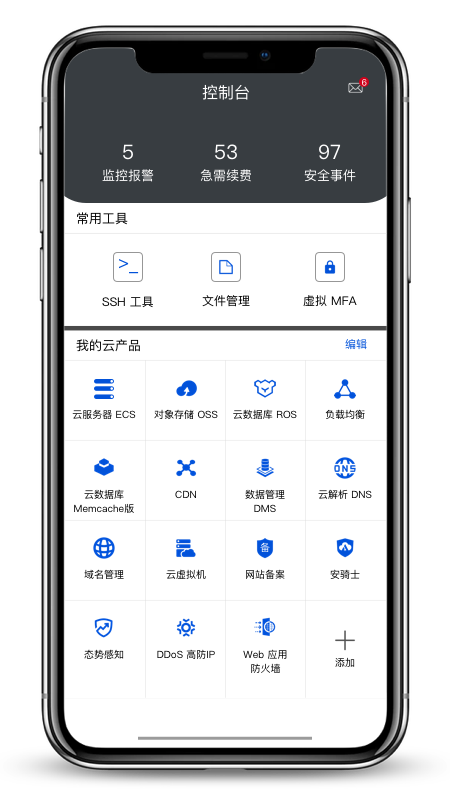 控制台
6
5 53 97
监控报警 急需续费 安全事件
常用工具
>_
SSH 工具 文件管理 虚拟 MFA
我的云产品 编辑
云服务器 ECS 对象存储 OSS 云数据库 ROS 负载均衡
DNS
云数据库 CDN 数据管理 云解析 DNS
Memcache版 DMS
备
域名管理 云虚拟机 网站备案 安骑士
态势感知 DDoS 高防IP Web 应用 添加
防火墙